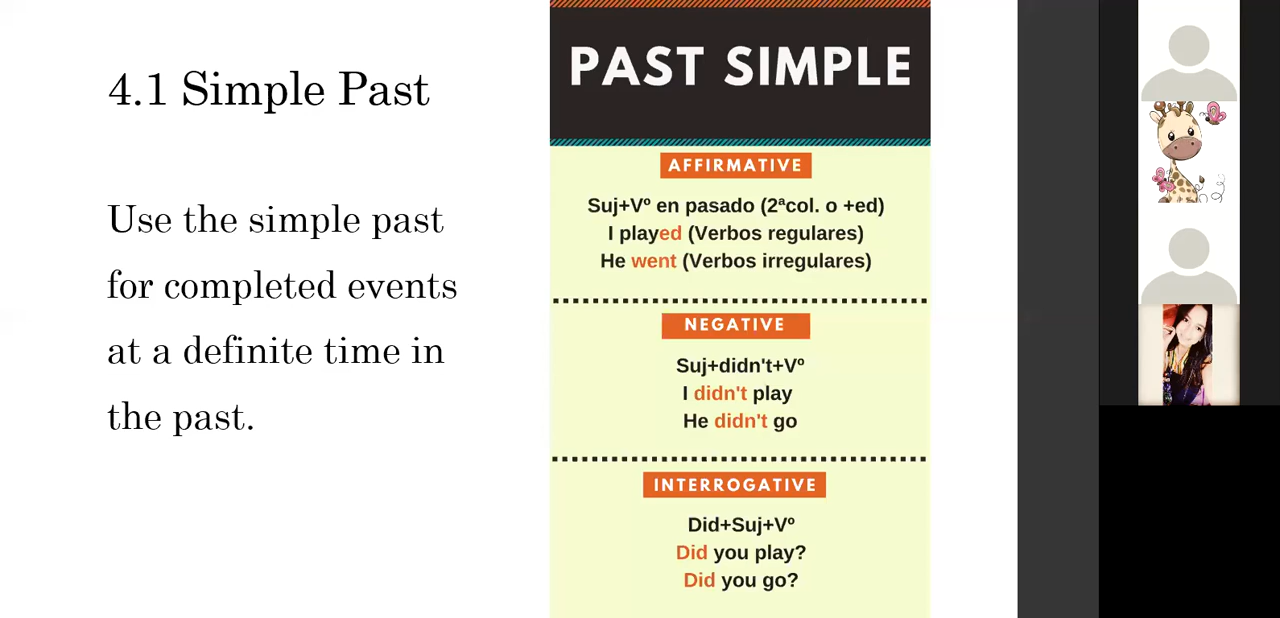 4.1 Simple Past
Use the simple past
for completed events
at a definite time in
the past.
PAST SIMPLE
AFFIRMATIVE
Suj+Vº en pasado (2ªcol. o +ed)
I played (Verbos regulares)
He went (Verbos irregulares)
NEGATIVE
Suj+didn't+Vº
I didn't play
He didn't go
INTERROGATIVE
Did+Suj+Vº
Did you play?
Did you go?